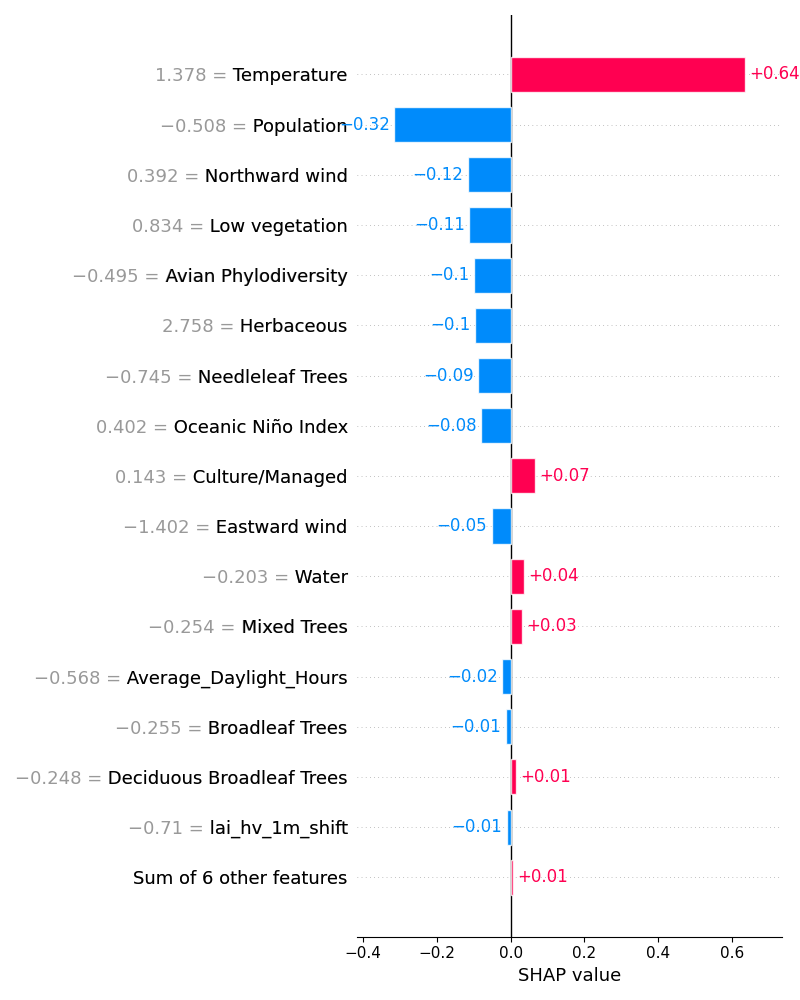 1.378 = Temperature +0.64
−0.508 = Population −0.32
0.392 = Northward wind −0.12
0.834 = Low vegetation −0.11
−0.495 = Avian Phylodiversity −0.1
2.758 = Herbaceous −0.1
−0.745 = Needleleaf Trees −0.09
0.402 = Oceanic Niño Index −0.08
0.143 = Culture/Managed +0.07
−1.402 = Eastward wind −0.05
−0.203 = Water +0.04
−0.254 = Mixed Trees +0.03
−0.568 = Average_Daylight_Hours −0.02
−0.255 = Broadleaf Trees −0.01
−0.248 = Deciduous Broadleaf Trees +0.01
−0.71 = lai_hv_1m_shift −0.01
Sum of 6 other features +0.01
−0.4 −0.2 0.0 0.2 0.4 0.6
SHAP value